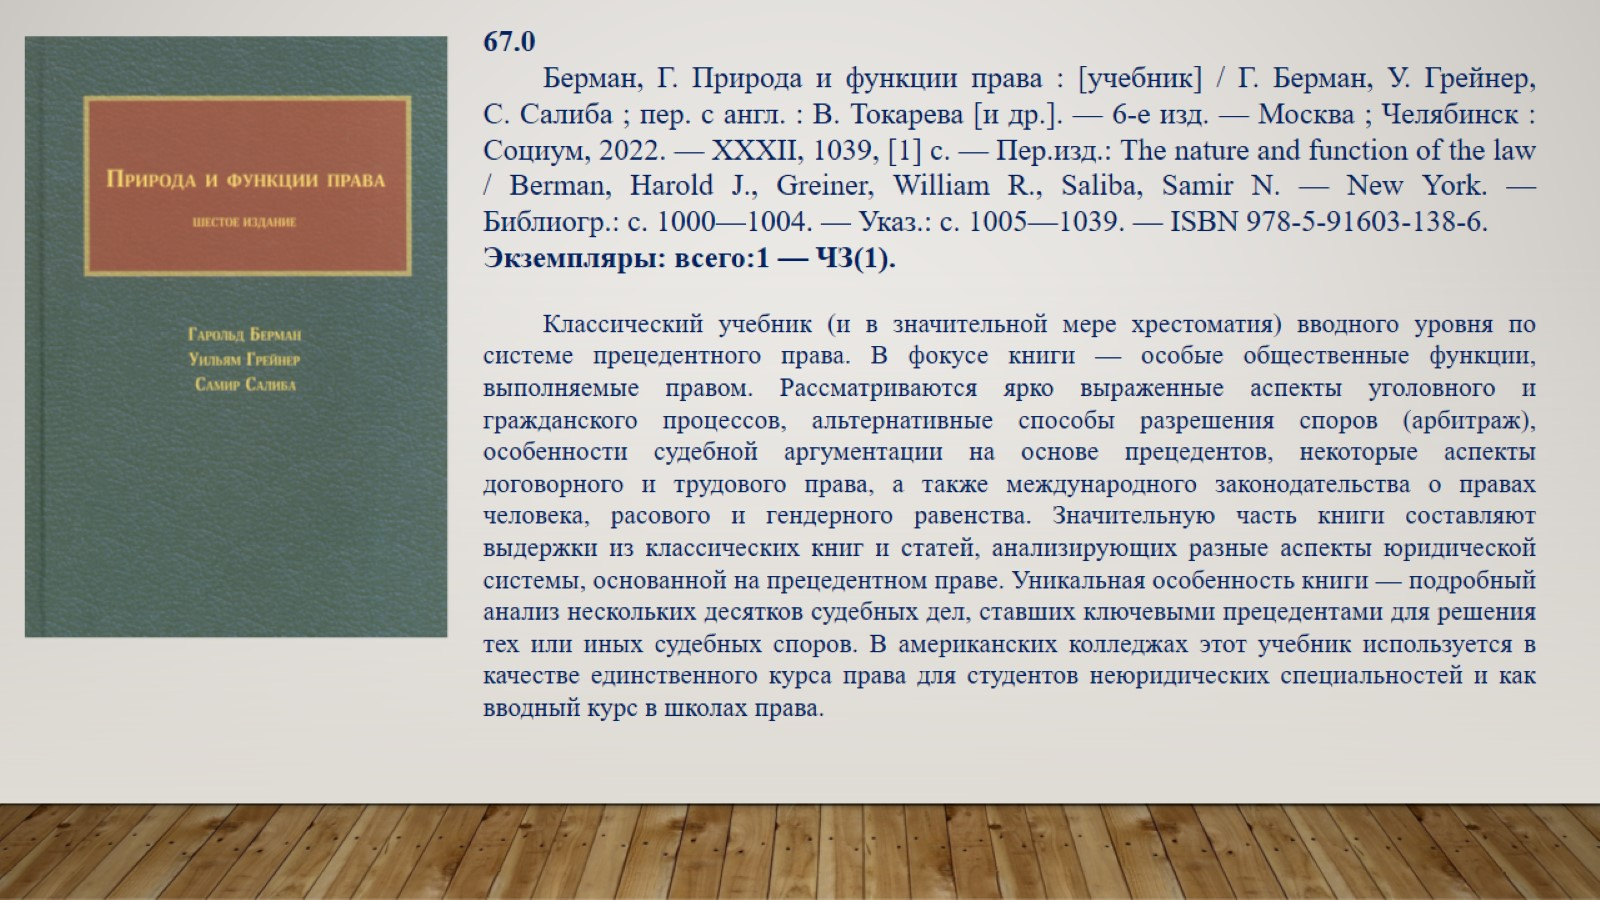 ПРИРОДА И ФУНКЦИИ ПРАВА
ШЕСТОЕ ИЗДАНИЕ
ГАРОЛЬД БЕРМАН
УИЛЬЯМ ГРЕЙНЕР
САМИР САЛИБА
67.0
Берман, Г. Природа и функции права : [учебник] / Г. Берман, У. Грейнер,
С. Салиба ; пер. с англ. : В. Токарева [и др.]. — 6-е изд. — Москва ; Челябинск :
Социум, 2022. — XXXII, 1039, [1] с. — Пер.изд.: The nature and function of the law
/ Berman, Harold J., Greiner, William R., Saliba, Samir N. — New York. —
Библиогр.: с. 1000—1004. — Указ.: с. 1005—1039. — ISBN 978-5-91603-138-6.
Экземпляры: всего:1 — ЧЗ(1).
Классический учебник (и в значительной мере хрестоматия) вводного уровня по
системе прецедентного права. В фокусе книги — особые общественные функции,
выполняемые правом. Рассматриваются ярко выраженные аспекты уголовного и
гражданского процессов, альтернативные способы разрешения споров (арбитраж),
особенности судебной аргументации на основе прецедентов, некоторые аспекты
договорного и трудового права, а также международного законодательства о правах
человека, расового и гендерного равенства. Значительную часть книги составляют
выдержки из классических книг и статей, анализирующих разные аспекты юридической
системы, основанной на прецедентном праве. Уникальная особенность книги — подробный
анализ нескольких десятков судебных дел, ставших ключевыми прецедентами для решения
тех или иных судебных споров. В американских колледжах этот учебник используется в
качестве единственного курса права для студентов неюридических специальностей и как
вводный курс в школах права.